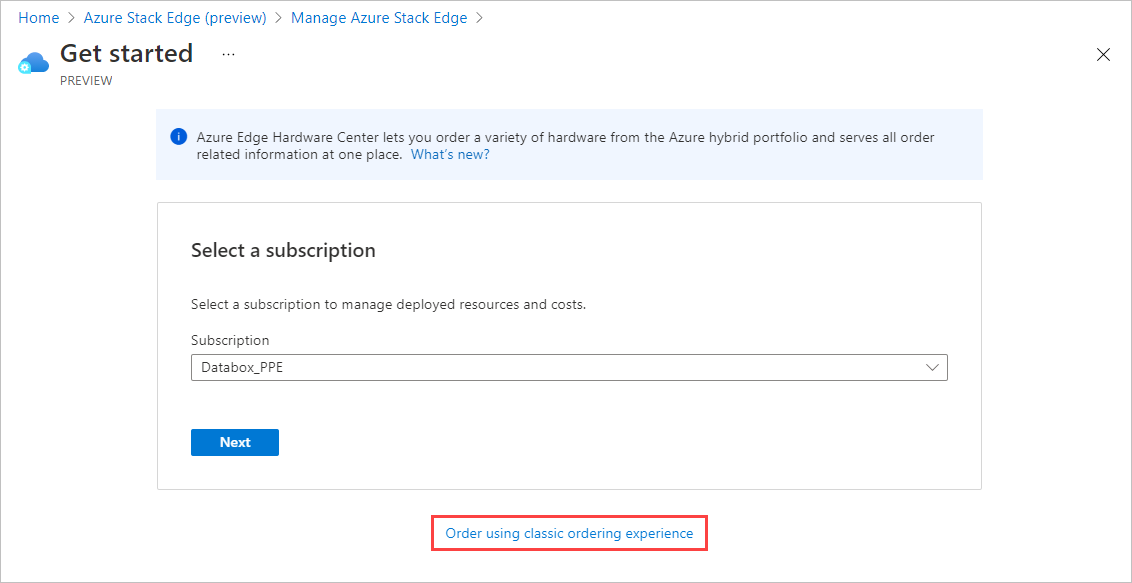 Home > Azure Stack Edge (preview) > Manage Azure Stack Edge >
Get started ...
PREVIEW
Azure Edge Hardware Center lets you order a variety of hardware from the Azure hybrid portfolio and serves all order
related information at one place. What's new?
Select a subscription
Select a subscription to manage deployed resources and costs.
Subscription
Databox_PPE
Next
Order using classic ordering experience